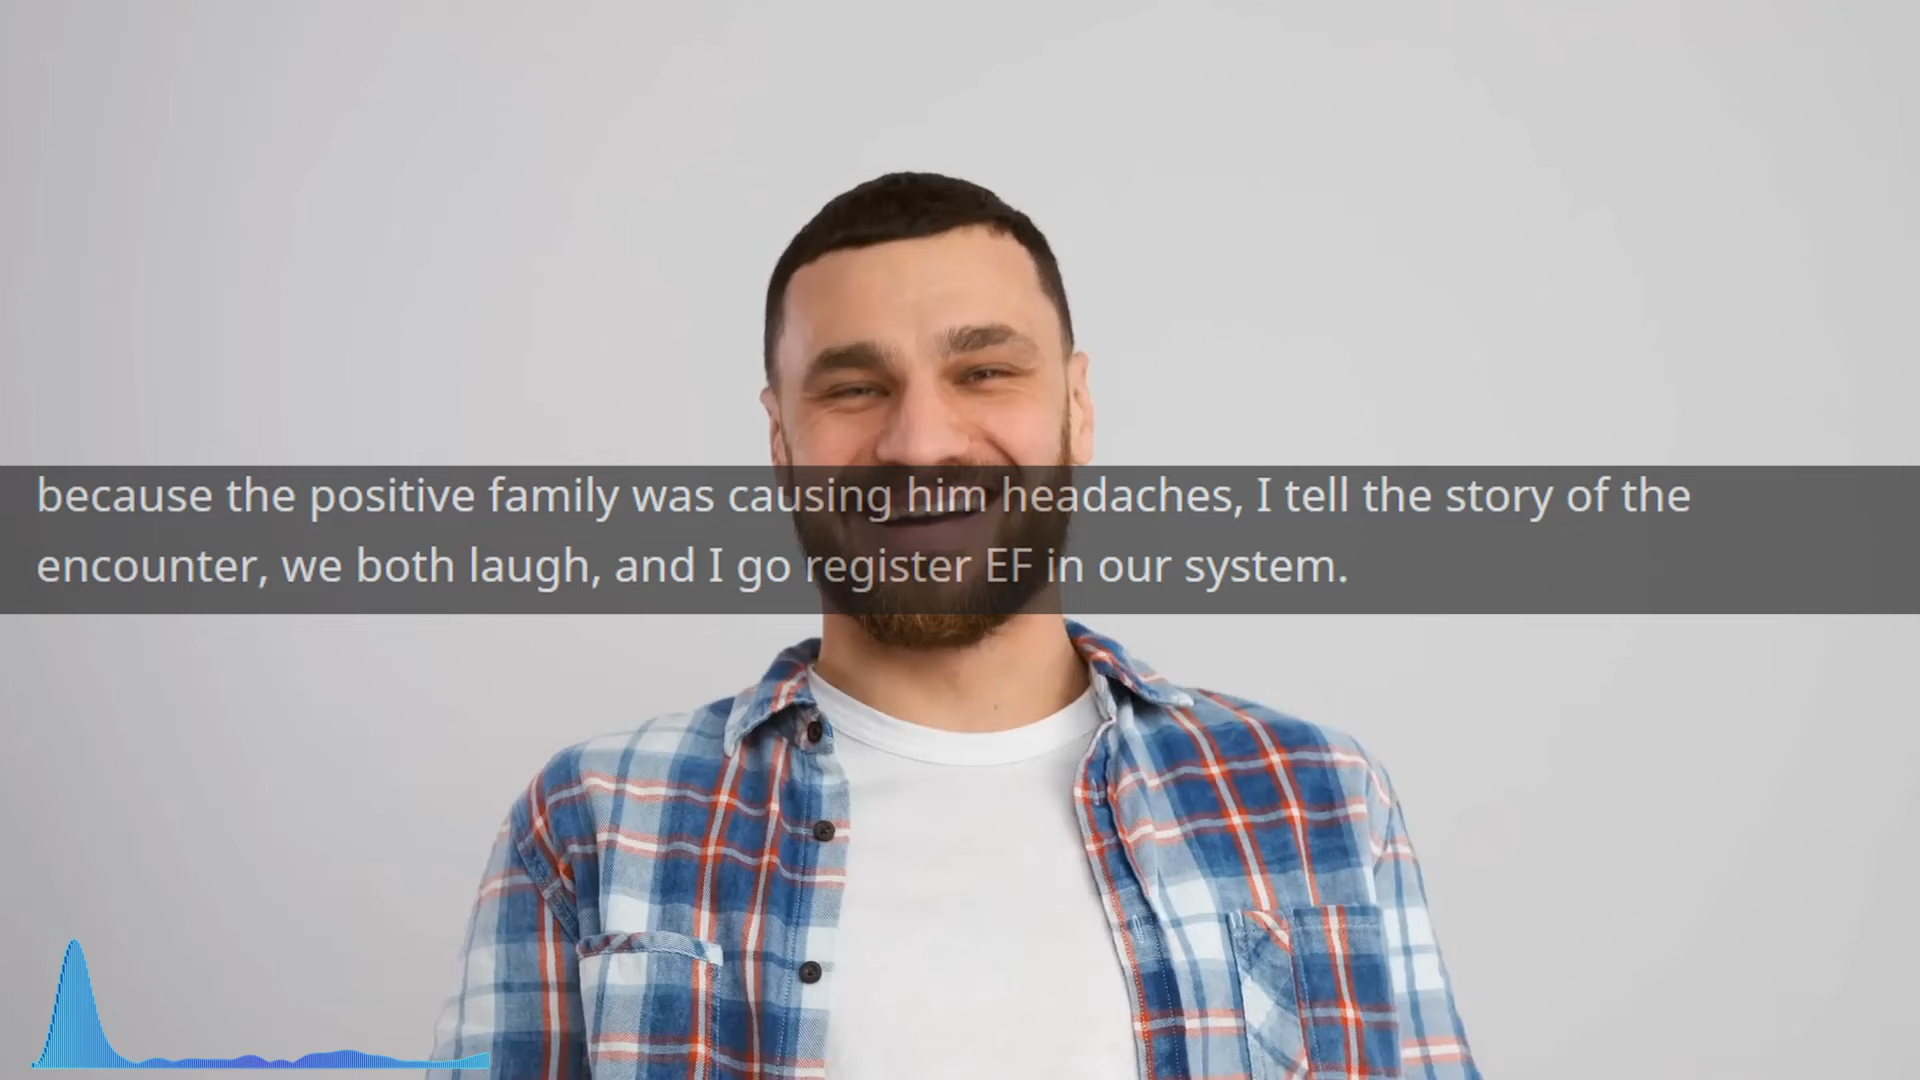 because the positive family was causing him headaches, I tell the story of the
encounter, we both laugh, and I go register EF in our system.